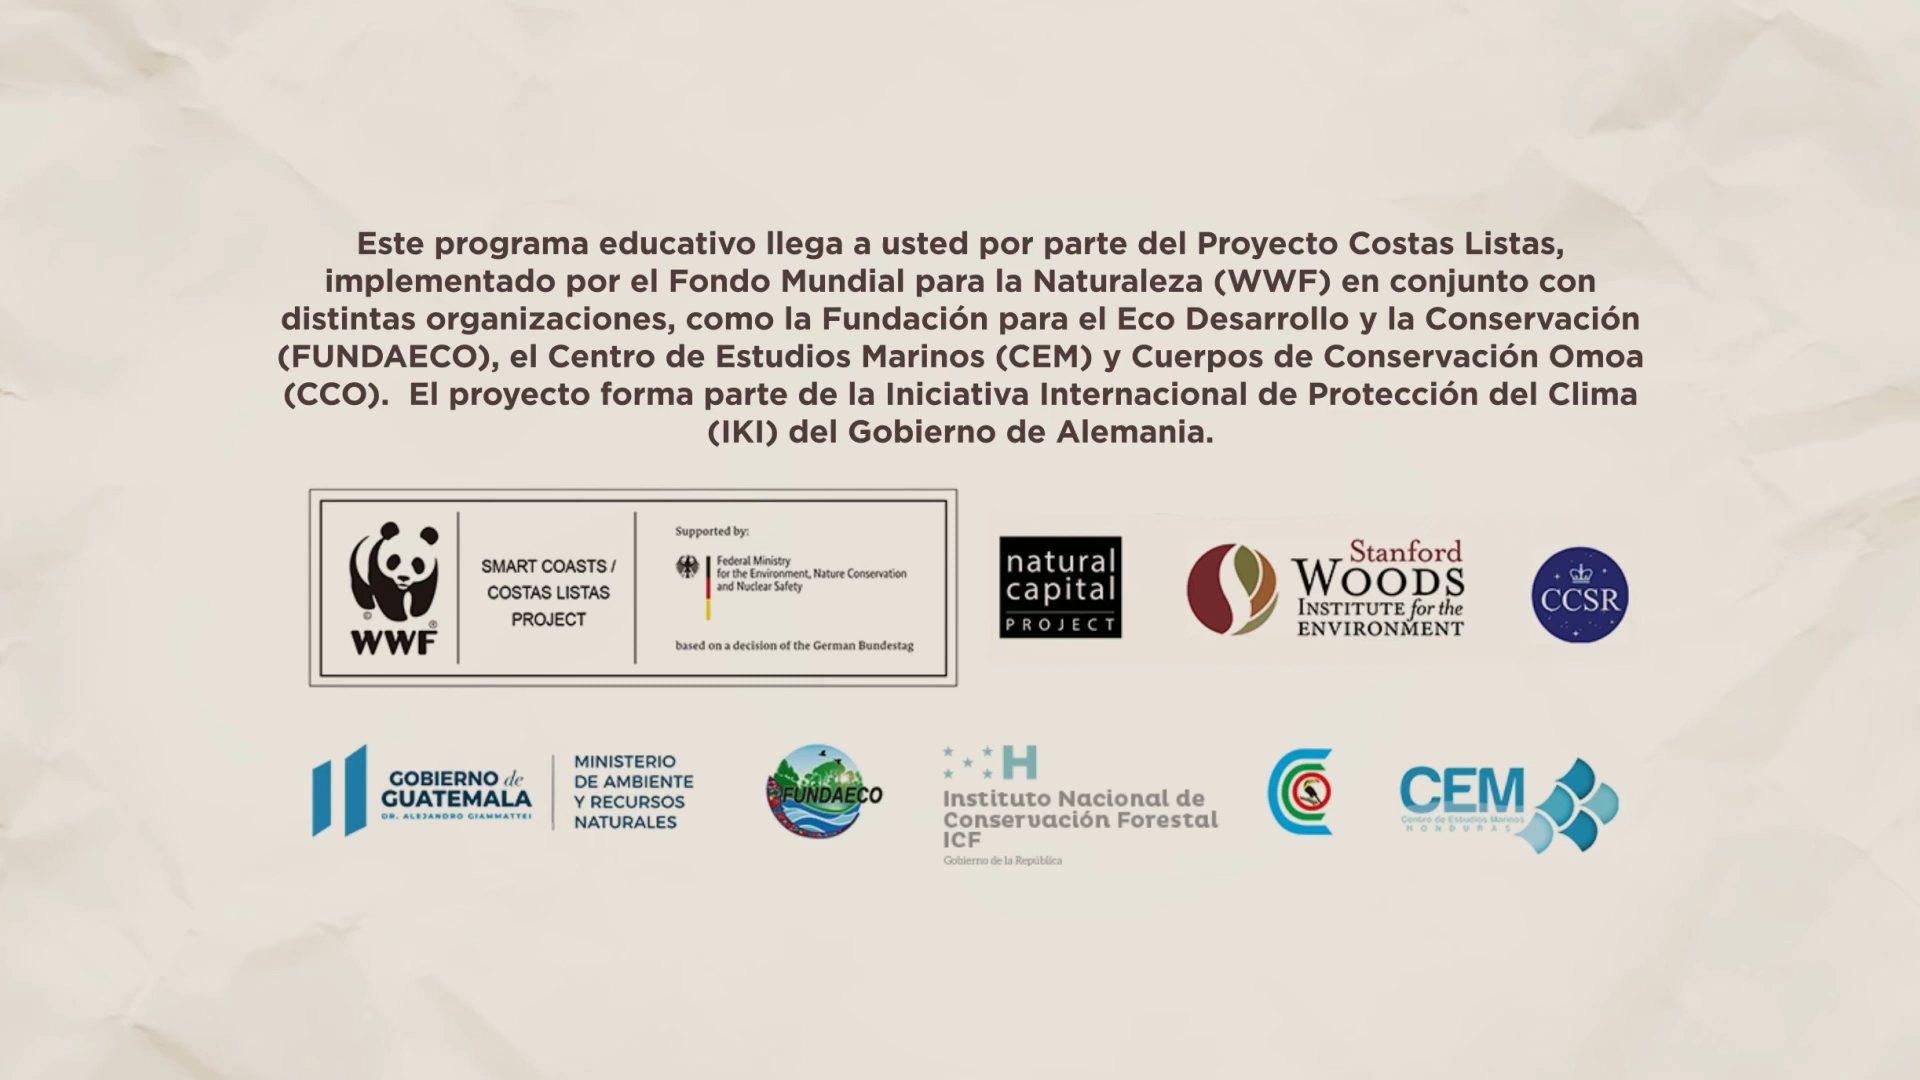 Este programa educativo llega a usted por parte del Proyecto Costas Listas,
implementado por el Fondo Mundial para la Naturaleza (WWF) en conjunto con
distintas organizaciones, como la Fundación para el Eco Desarrollo y la Conservación
(FUNDAECO), el Centro de Estudios Marinos (CEM) y Cuerpos de Conservación Omoa
(CCO).  El proyecto forma parte de la Iniciativa Internacional de Protección del Clima
(IKI) del Gobierno de Alemania.
©
®
WWF
SMART COASTS /
COSTAS LISTAS
PROJECT
Supported by:
Federal Ministry
for the Environment, Nature Conservation
and Nuclear Safety
based on a decision of the German Bundestag
natural
capital
PROJECT
Stanford
WOODS
INSTITUTE for the
ENVIRONMENT
CCSR
GOBIERNO de
GUATEMALA
DR. ALEJANDRO GIAMMATTEI
MINISTERIO
DE AMBIENTE
Y RECURSOS
NATURALES
FUNDAECO
H
Instituto Nacional de
Conservación Forestal
ICF
Gobierno de la República
CEM
Centro de Estudios Marinos
HONDURAS